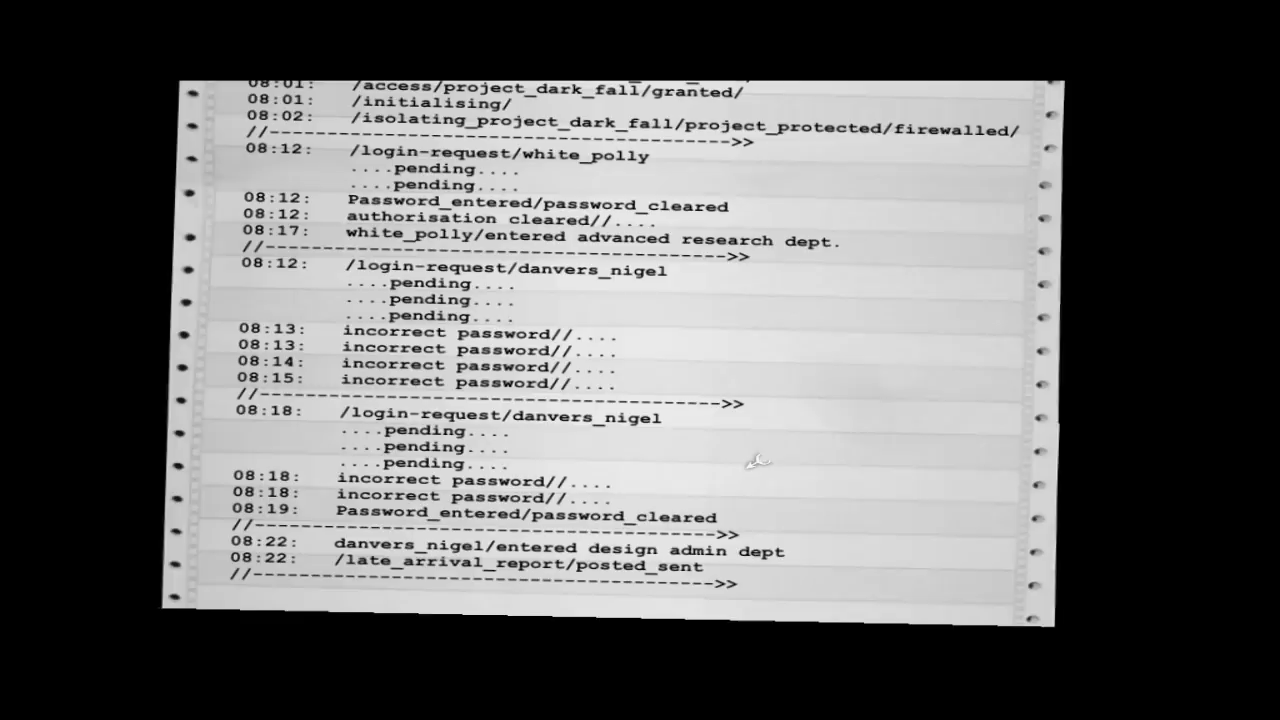 08:01: /access/project_dark_fall/granted/
08:01: /initialising/
08:02: /isolating_project_dark_fall/project_protected/firewalled/
//---------------------------------------->>
08:12: /login-request/white_polly
....pending....
....pending....
08:12: Password_entered/password_cleared
08:12: authorisation cleared//....
08:17: white_polly/entered advanced research dept.
//---------------------------------------->>
08:12: /login-request/danvers_nigel
....pending....
....pending....
....pending....
08:13: incorrect password//....
08:13: incorrect password//....
08:14: incorrect password//....
08:15: incorrect password//....
//---------------------------------------->>
08:18: /login-request/danvers_nigel
....pending....
....pending....
....pending....
08:18: incorrect password//....
08:18: incorrect password//....
08:19: Password_entered/password_cleared
//---------------------------------------->>
08:22: danvers_nigel/entered design admin dept
08:22: /late_arrival_report/posted_sent
//---------------------------------------->>